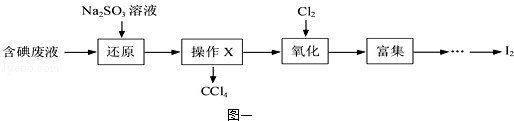 Na₂SO₃ 溶液 Cl₂
含碘废液 还原 操作 X 氧化 富集 … I₂
CCl₄
图一